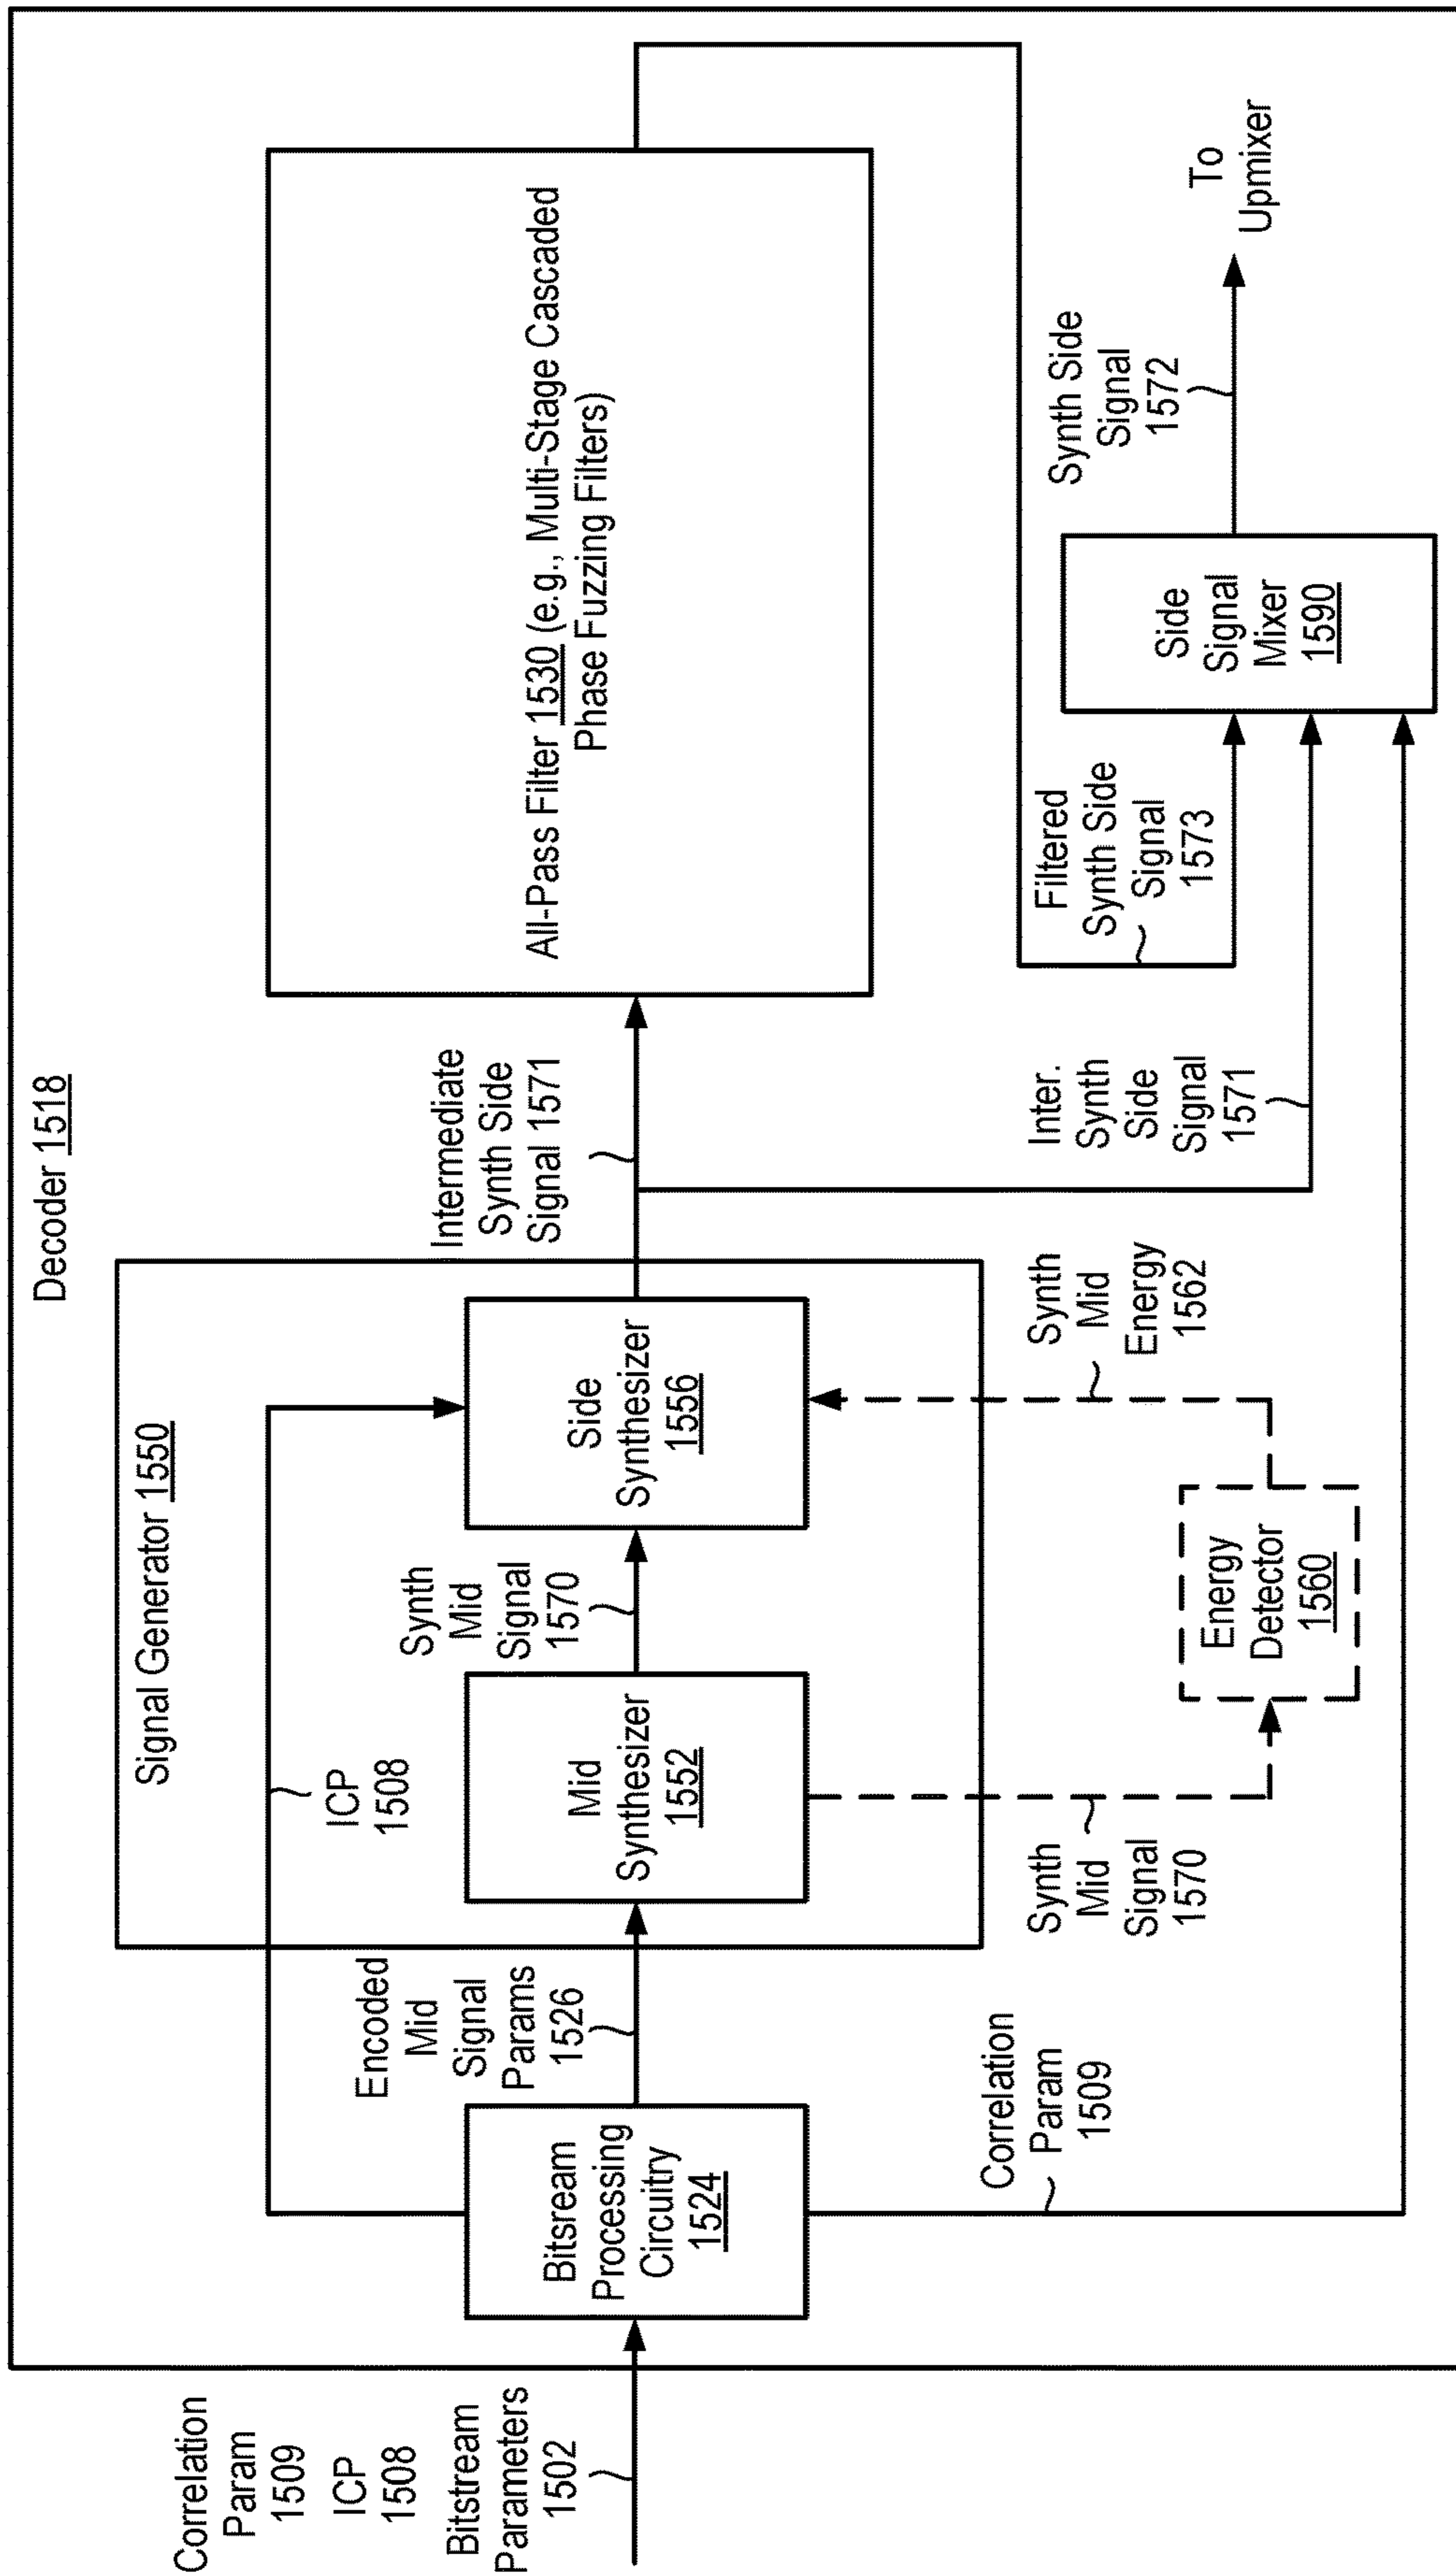 Decoder 1518
Correlation
Param
1509
ICP
1508
Bitstream
Parameters
1502
Bitsream
Processing
Circuitry
1524
Encoded
Mid
Signal
Params
1526
Correlation
Param
1509
Signal Generator 1550
ICP
1508
Mid
Synthesizer
1552
Synth
Mid
Signal
1570
Side
Synthesizer
1556
Synth
Mid
Signal
1570
Energy
Detector
1560
Synth
Mid
Energy
1562
Intermediate
Synth Side
Signal 1571
Inter.
Synth
Side
Signal
1571
All-Pass Filter 1530 (e.g., Multi-Stage Cascaded
Phase Fuzzing Filters)
Filtered
Synth Side
Signal
1573
Side
Signal
Mixer
1590
Synth Side
Signal
1572
To
Upmixer